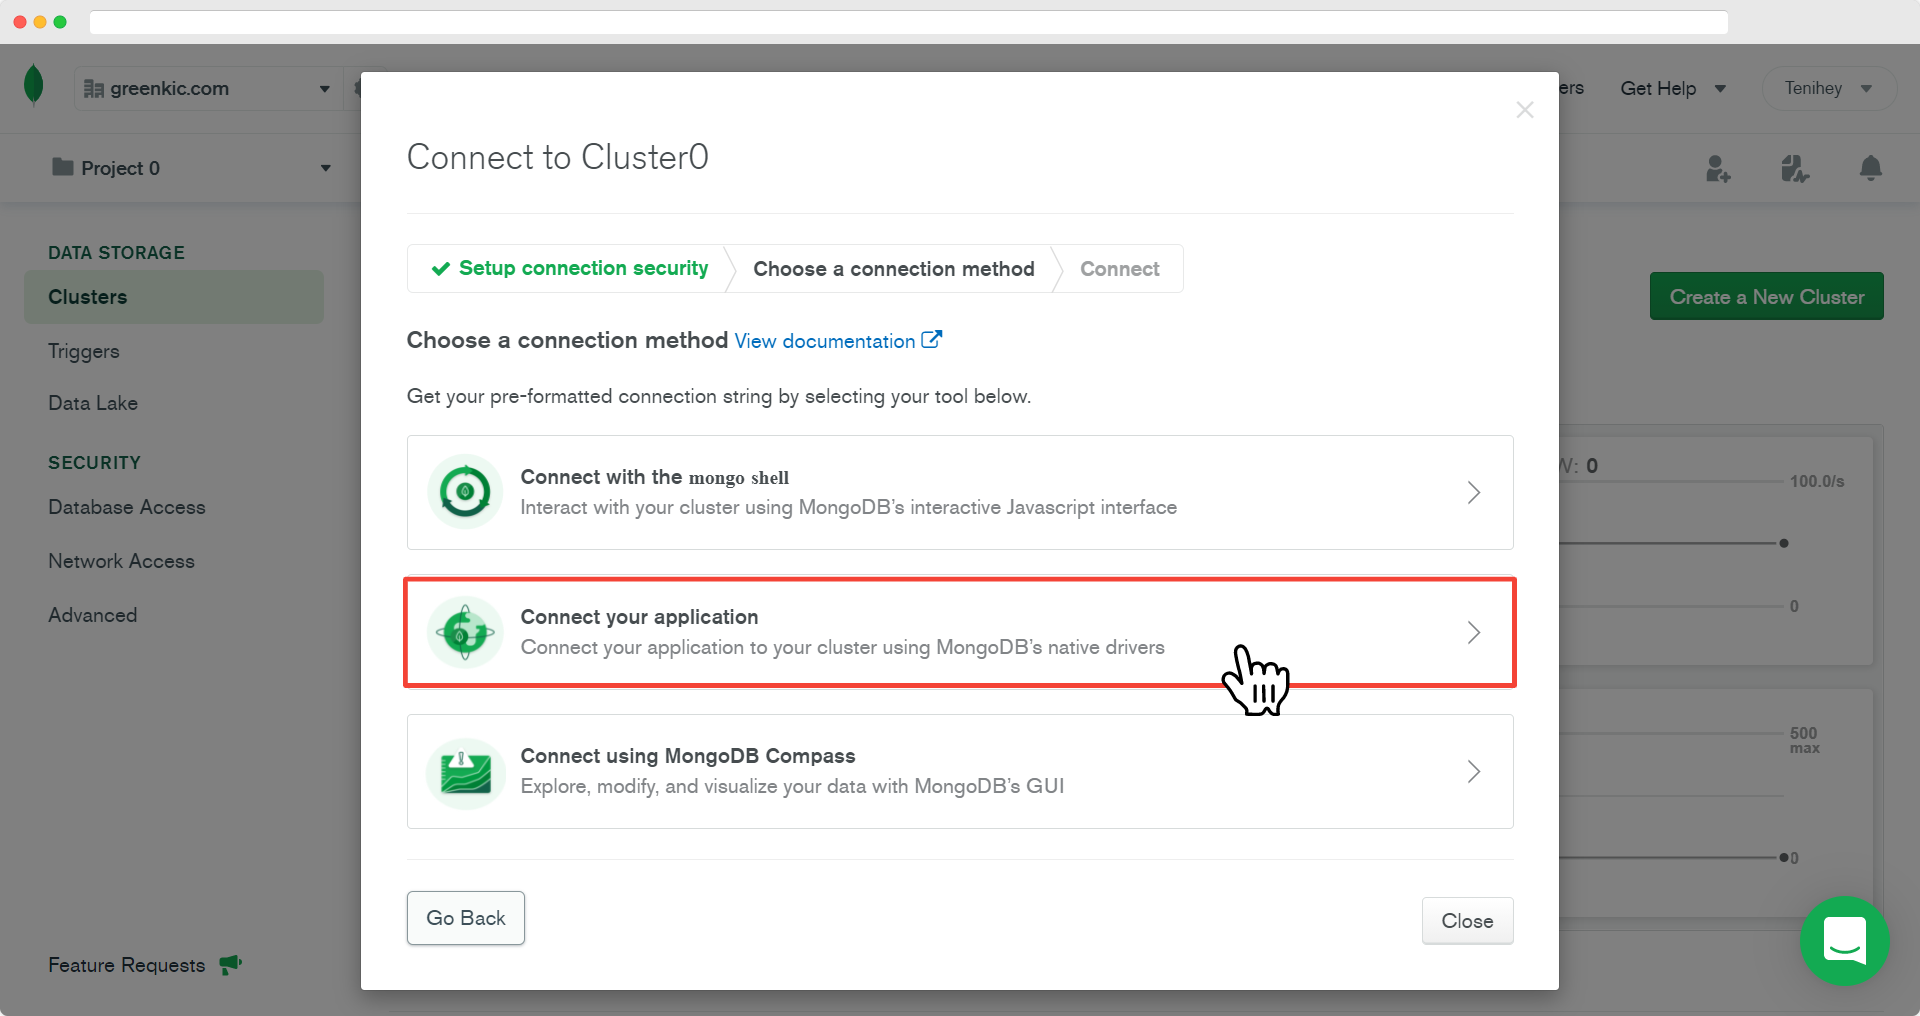 greenkic.com
Get Help
Tenihey
Project 0
DATA STORAGE
Clusters
Triggers
Data Lake
SECURITY
Database Access
Network Access
Advanced
Feature Requests
Connect to Cluster0
Setup connection security
Choose a connection method
Connect
Choose a connection method View documentation
Get your pre-formatted connection string by selecting your tool below.
Connect with the mongo shell
Interact with your cluster using MongoDB's interactive Javascript interface
Connect your application
Connect your application to your cluster using MongoDB's native drivers
Connect using MongoDB Compass
Explore, modify, and visualize your data with MongoDB's GUI
Go Back
Close
Create a New Cluster
W: 0
100.0/s
0
500
max
0